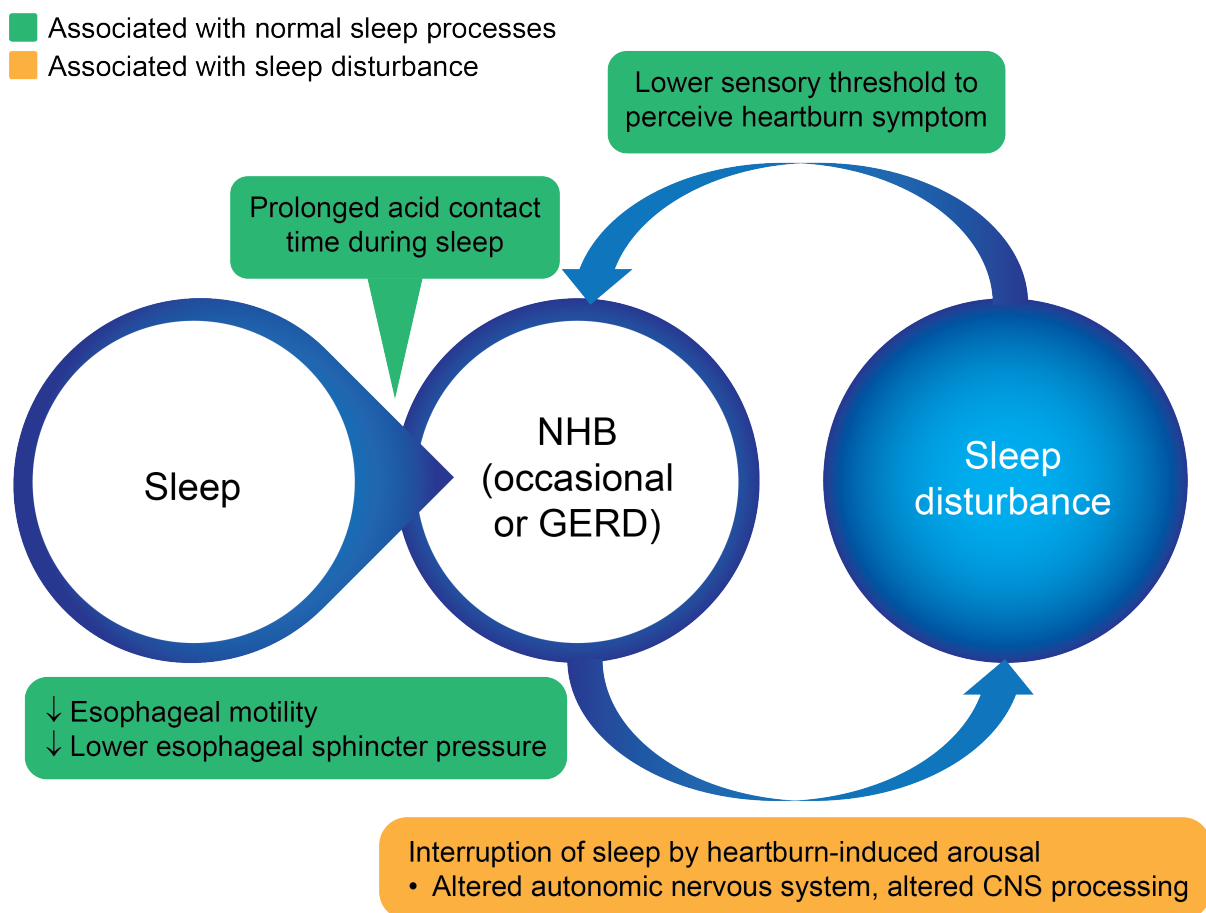 Associated with normal sleep processes
Associated with sleep disturbance
Lower sensory threshold to
perceive heartburn symptom
Prolonged acid contact
time during sleep
Sleep
NHB
(occasional
or GERD)
Sleep
disturbance
↓ Esophageal motility
↓ Lower esophageal sphincter pressure
Interruption of sleep by heartburn-induced arousal
• Altered autonomic nervous system, altered CNS processing